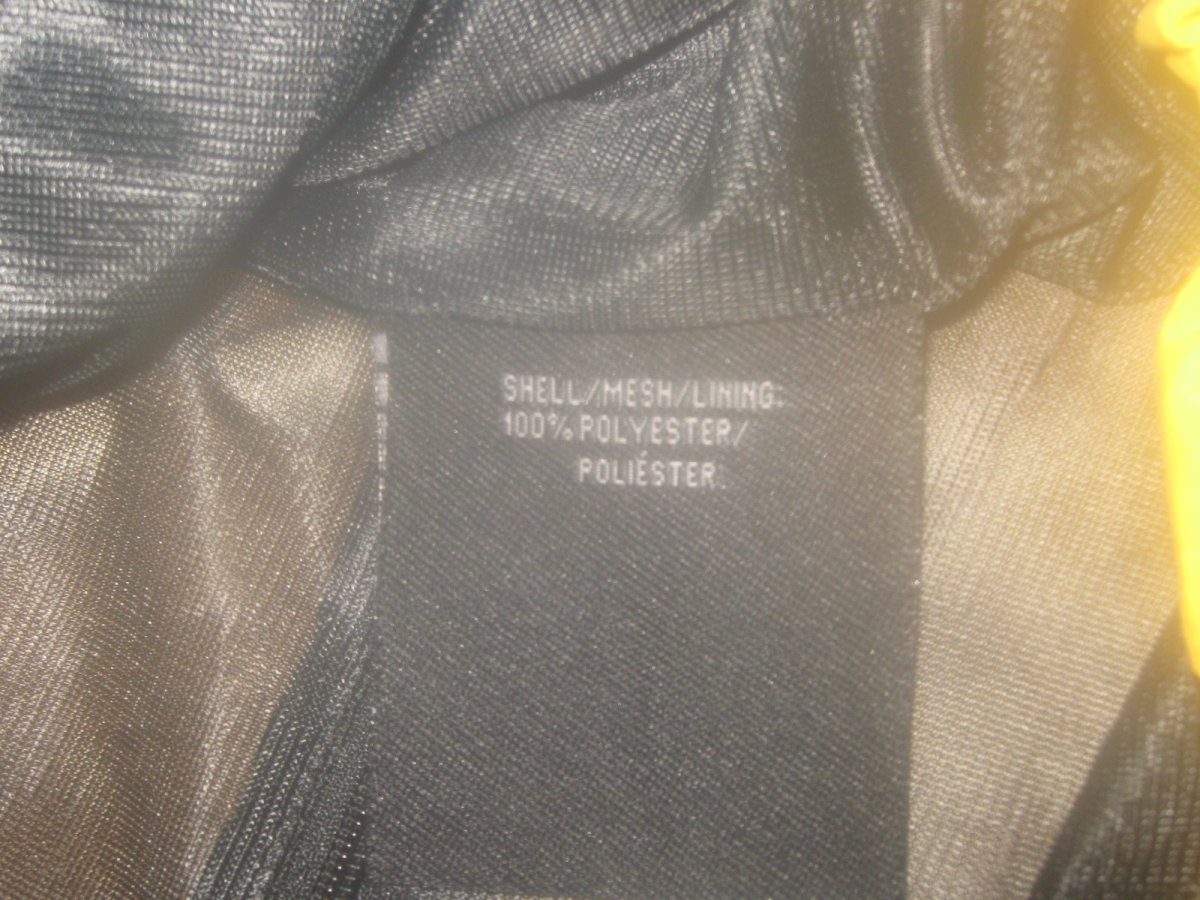 SHELL/MESH/LINING:
100% POLYESTER/
POLIÉSTER.